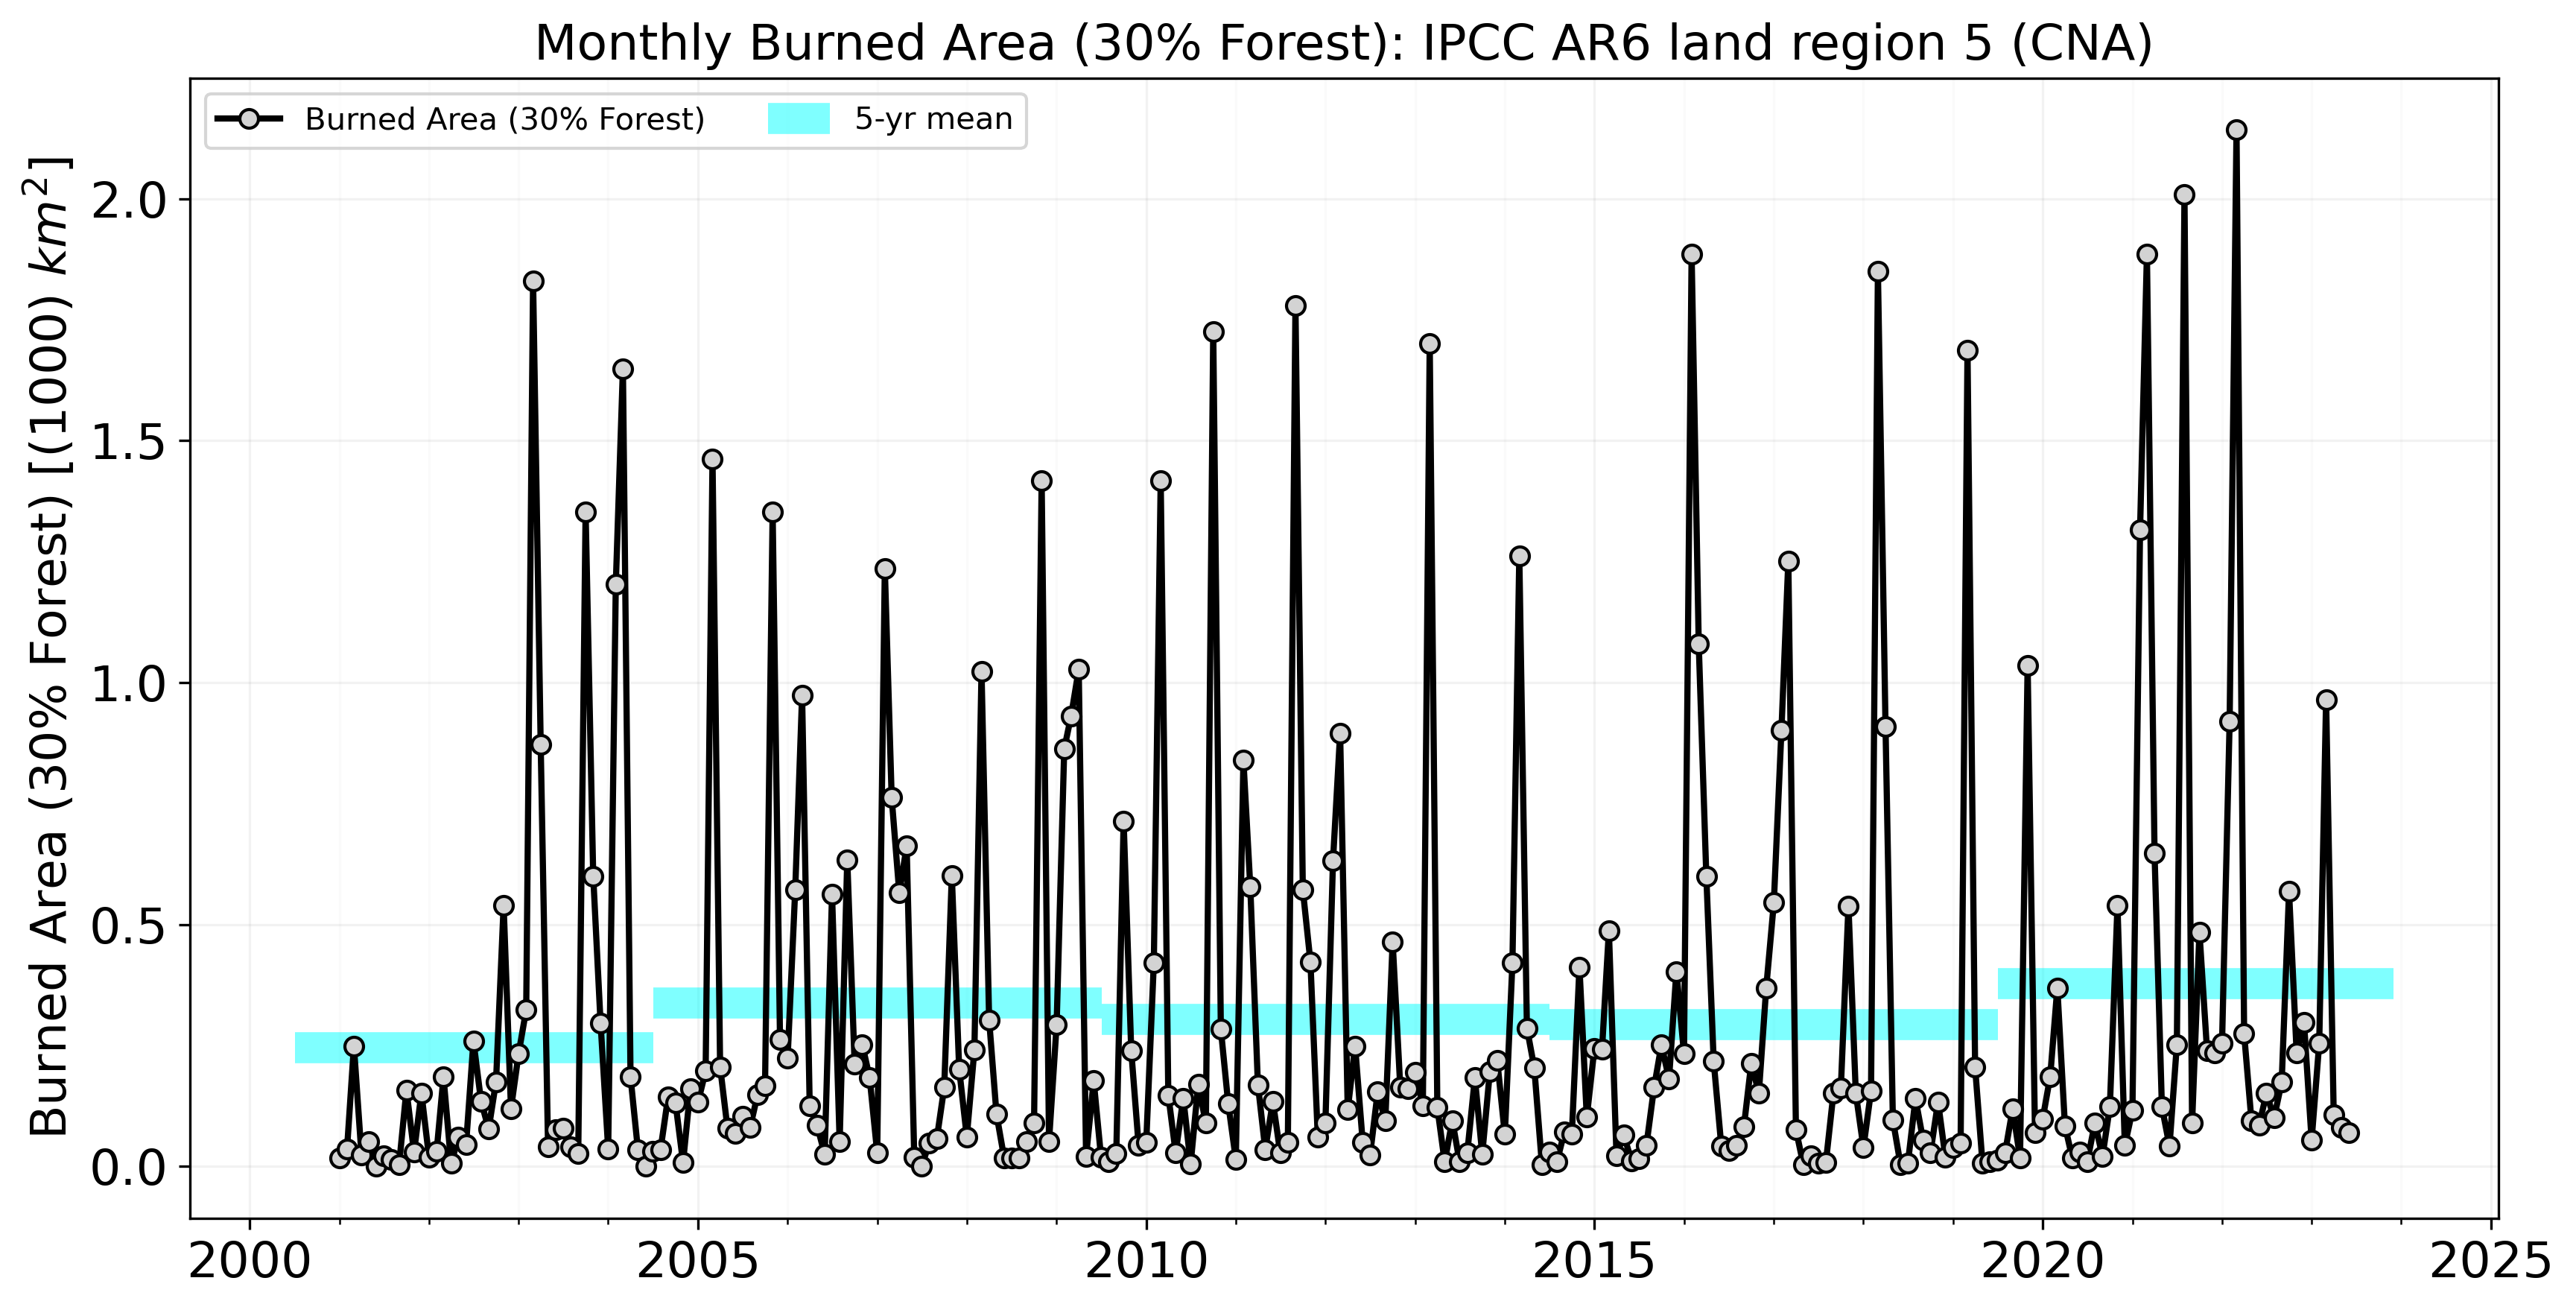 Monthly Burned Area (30% Forest): IPCC AR6 land region 5 (CNA)
Burned Area (30% Forest)
5-yr mean
Burned Area (30% Forest) [(1000) km²]
2.0
1.5
1.0
0.5
0.0
2000
2005
2010
2015
2020
2025